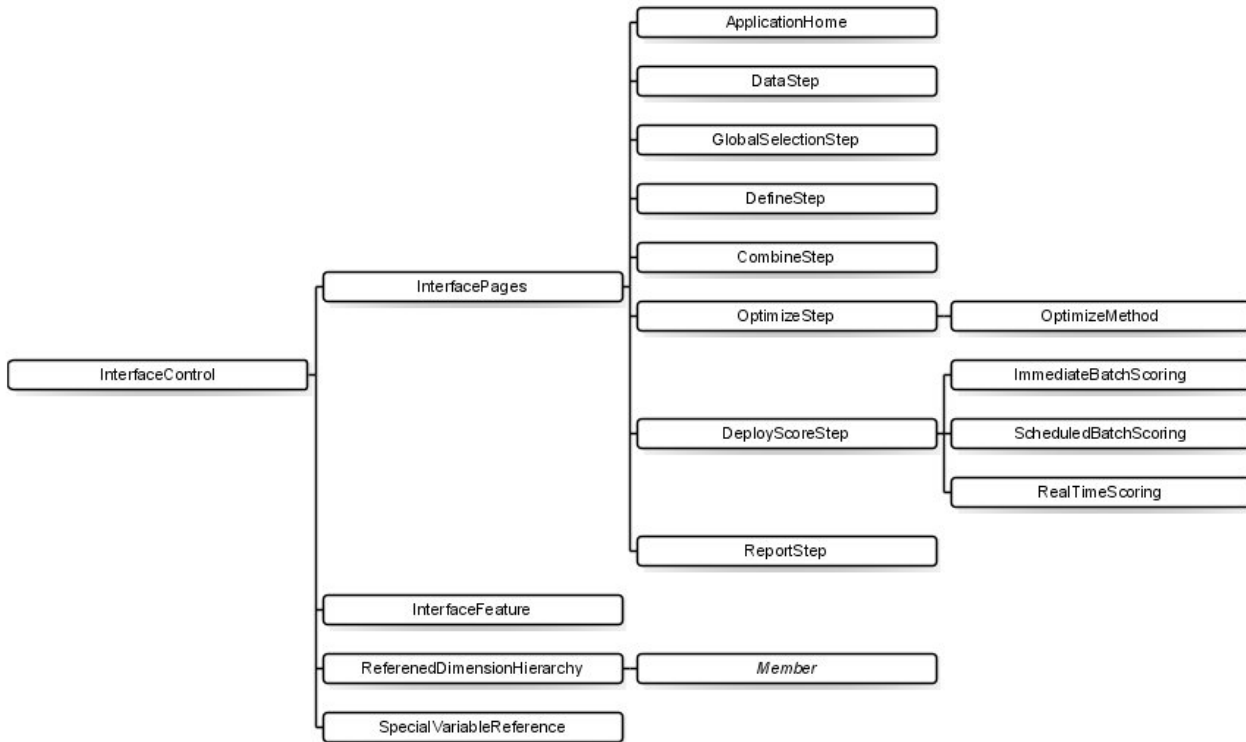 ApplicationHome
DataStep
GlobalSelectionStep
DefineStep
CombineStep
InterfacePages
OptimizeStep
OptimizeMethod
InterfaceControl
ImmediateBatchScoring
DeployScoreStep
ScheduledBatchScoring
RealTimeScoring
ReportStep
InterfaceFeature
ReferenedDimensionHierarchy
Member
SpecialVariableReference